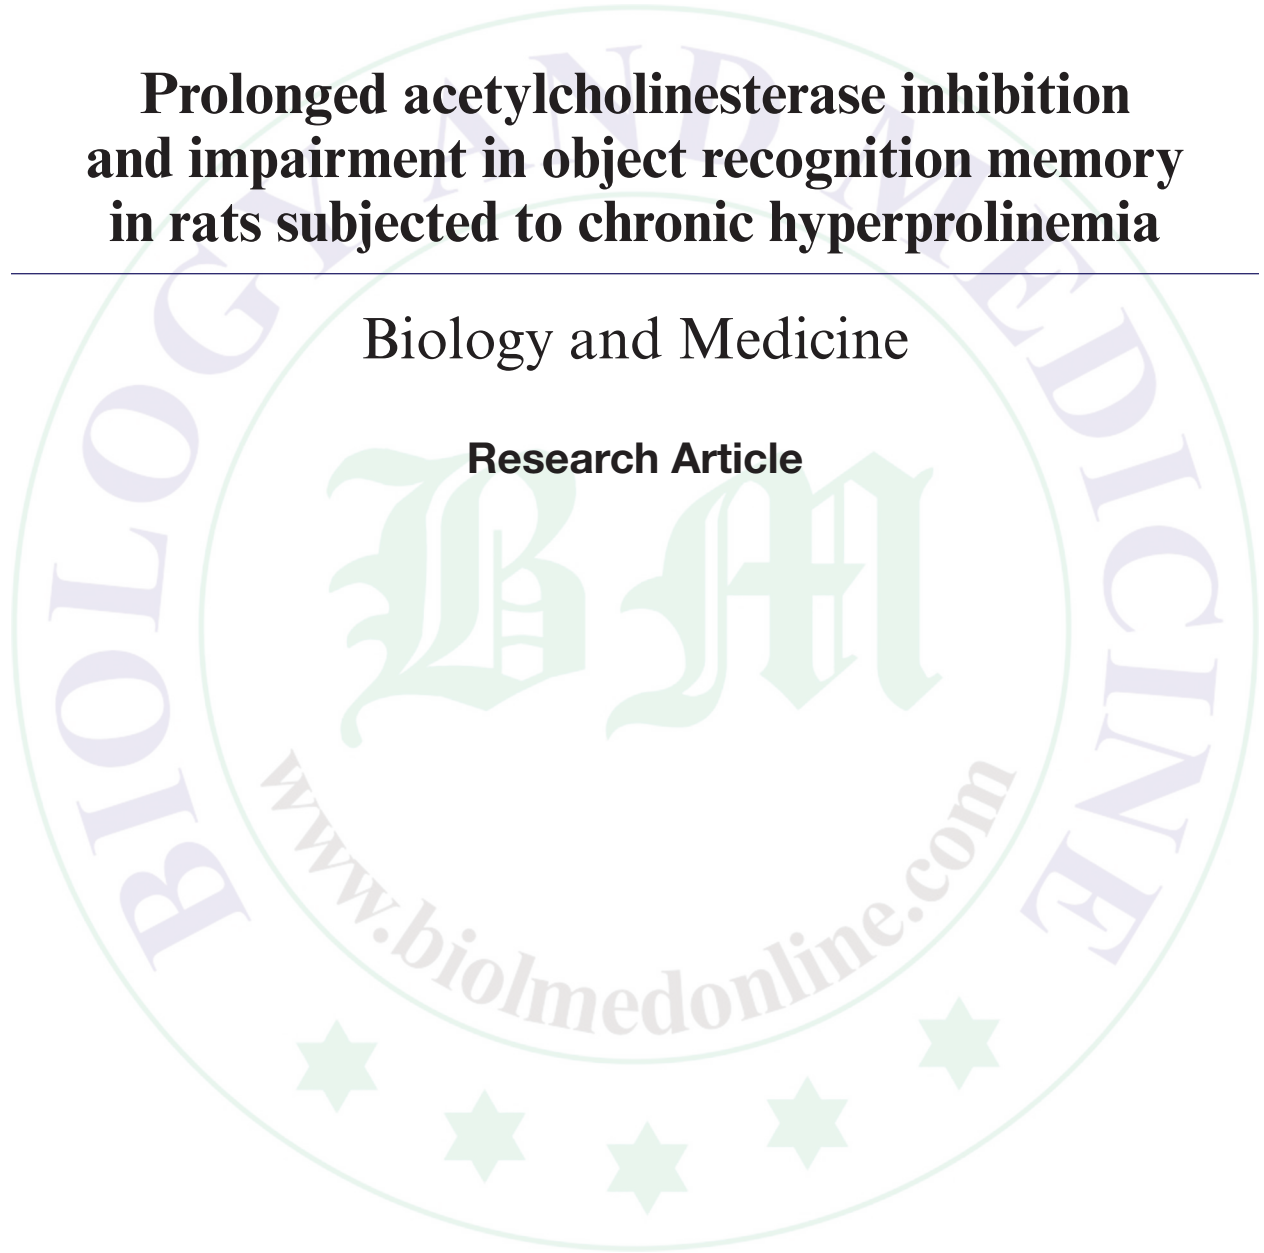 Prolonged acetylcholinesterase inhibition
and impairment in object recognition memory
in rats subjected to chronic hyperprolinemia
Biology and Medicine
Research Article
BIOLOGY AND MEDICINE
BM
www.biolmedonline.com